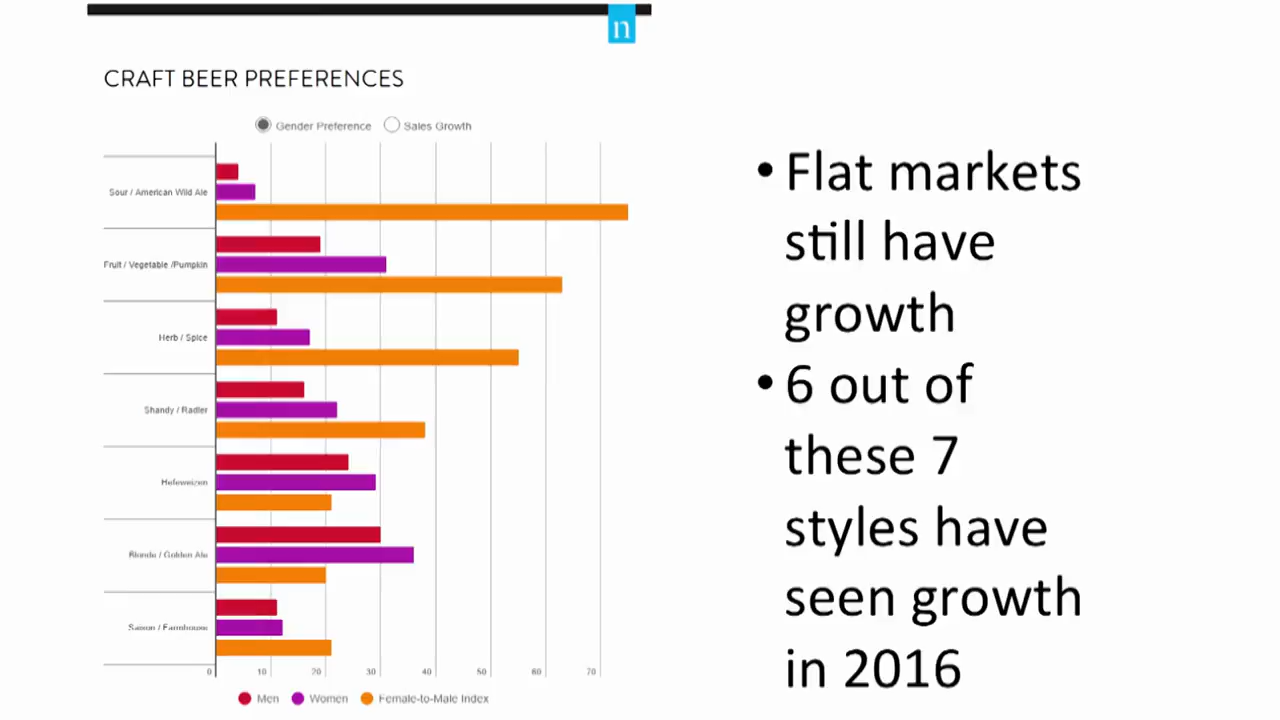 n
CRAFT BEER PREFERENCES
Gender Preference Sales Growth
Sour / American Wild Ale
Fruit / Vegetable /Pumpkin
Herb / Spice
Shandy / Radler
Hefeweizen
Blonde / Golden Ale
Saison / Farmhouse
0 10 20 30 40 50 60 70
Men Women Female-to-Male Index
• Flat markets
still have
growth
• 6 out of
these 7
styles have
seen growth
in 2016